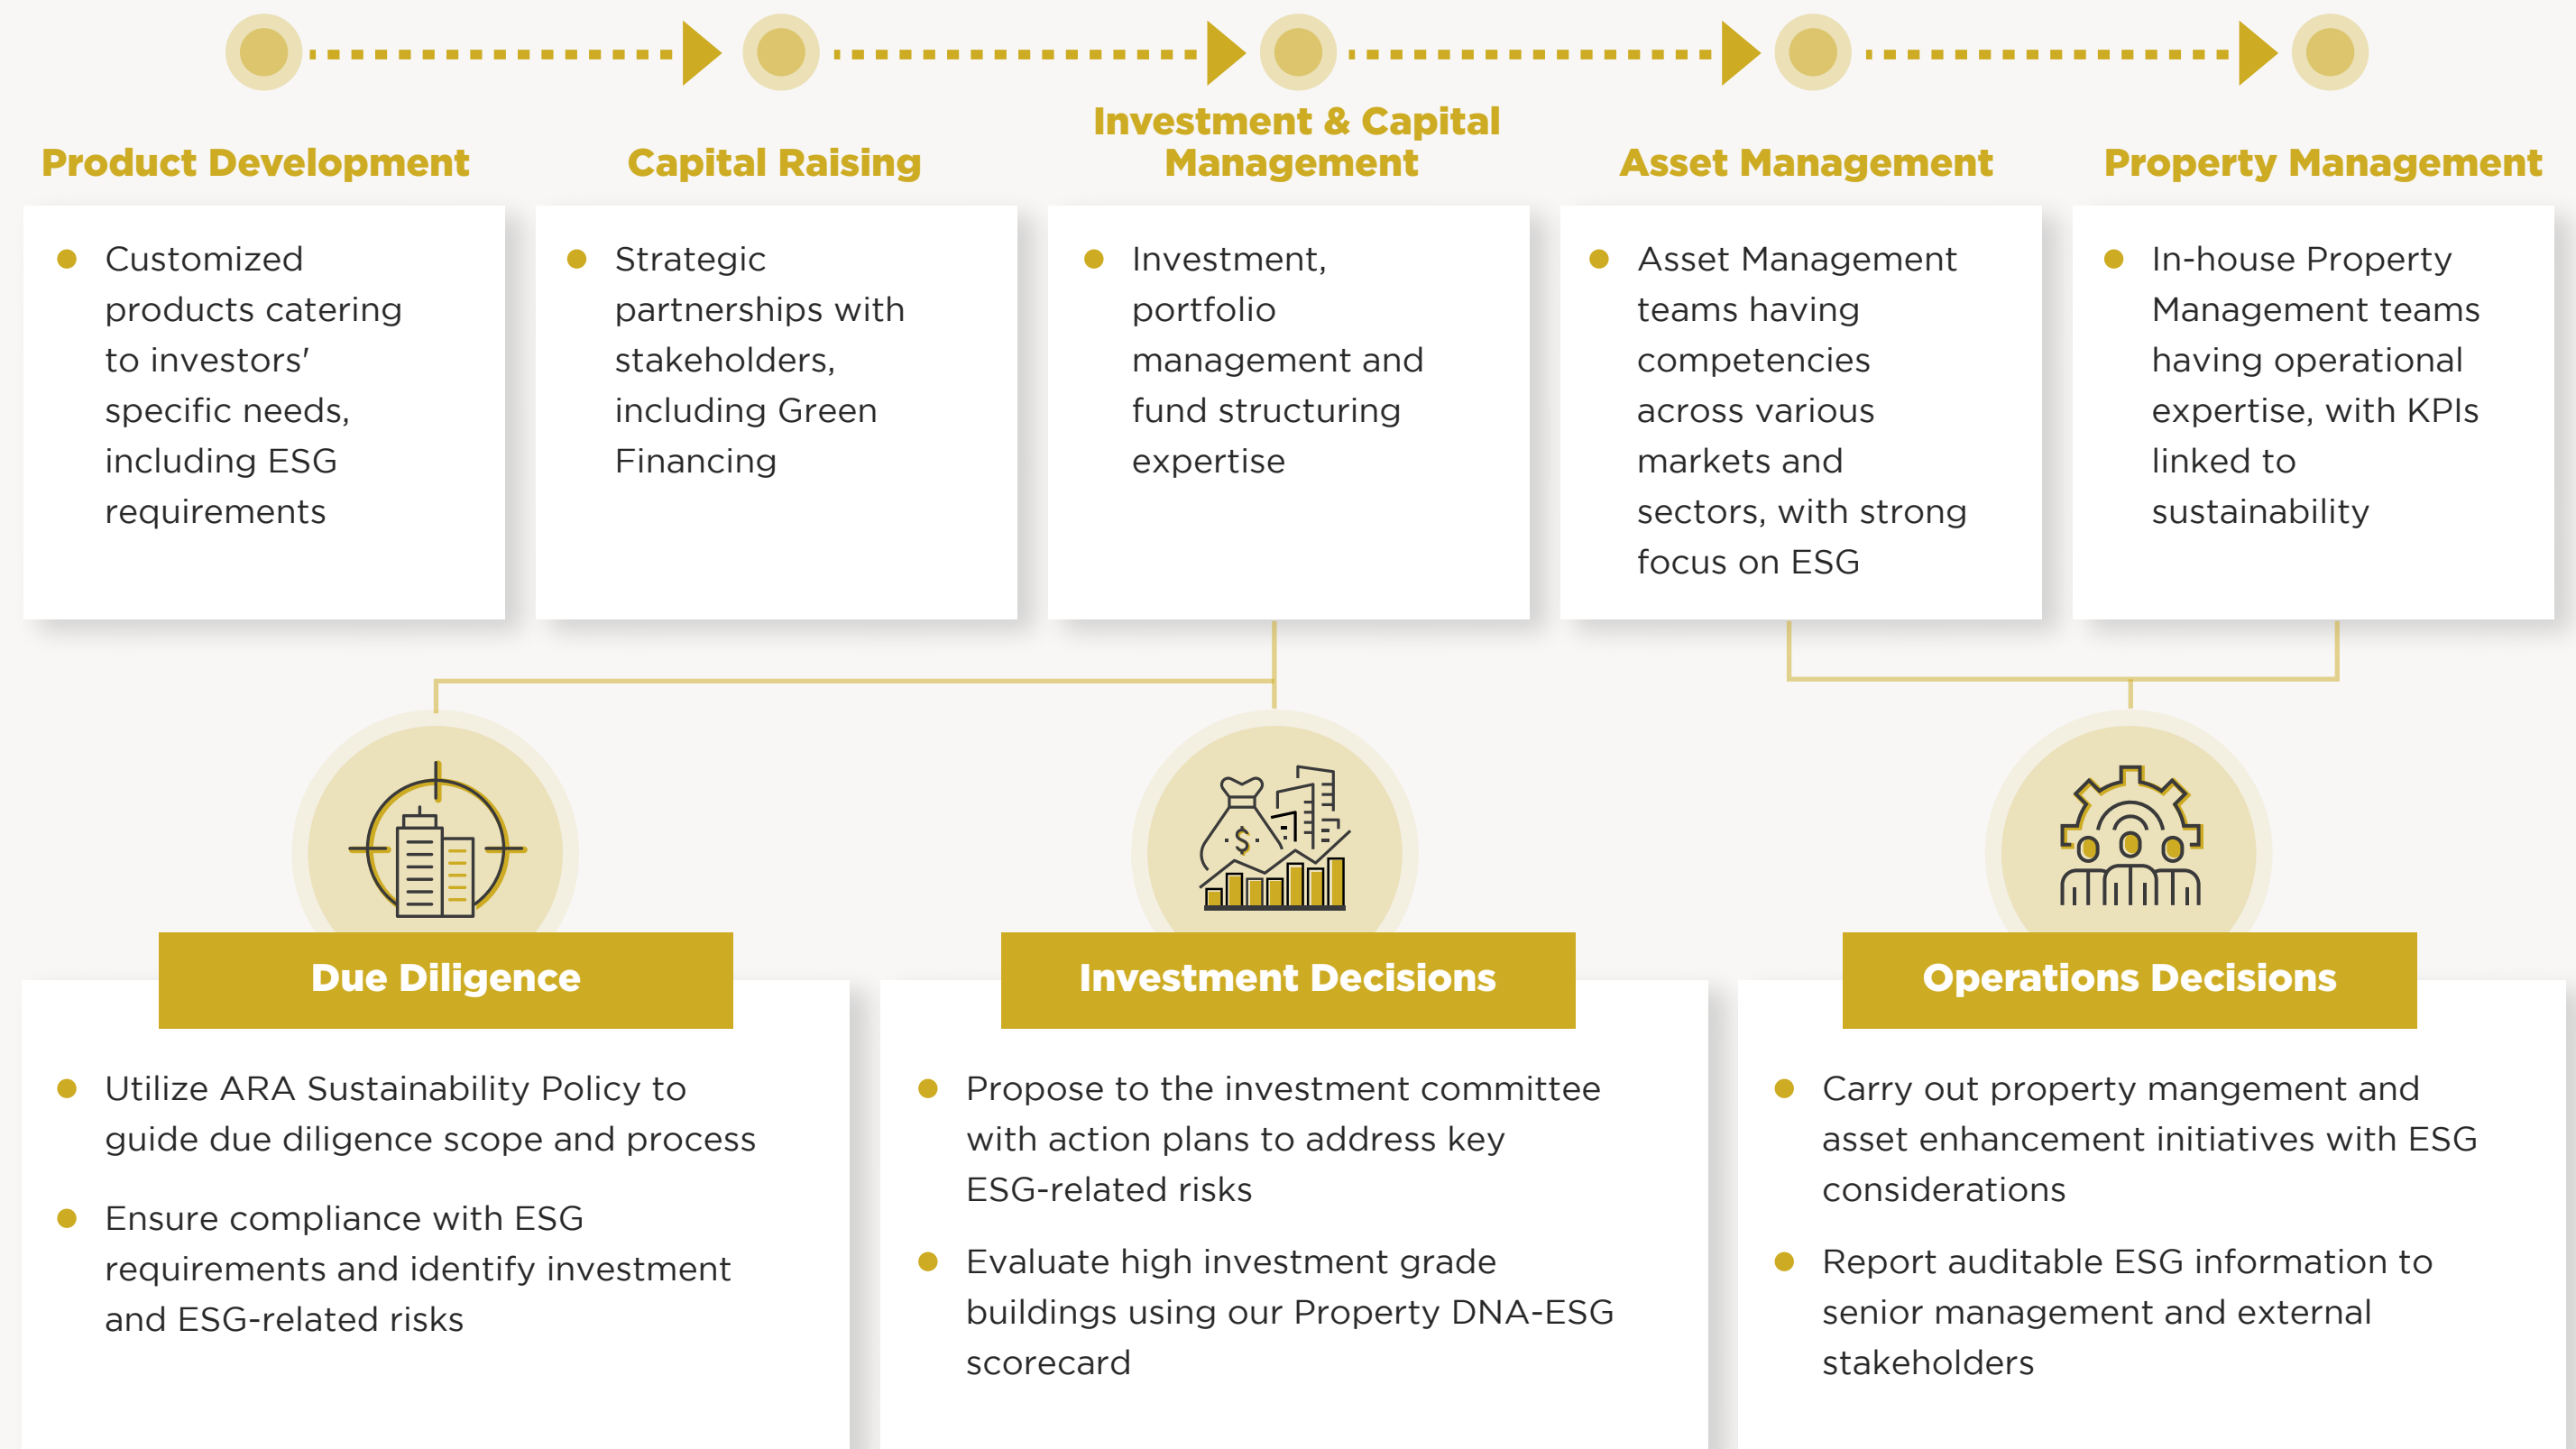 Product Development
Customized
products catering
to investors'
specific needs,
including ESG
requirements
Capital Raising
Strategic
partnerships with
stakeholders,
including Green
Financing
Investment & Capital
Management
Investment,
portfolio
management and
fund structuring
expertise
Asset Management
Asset Management
teams having
competencies
across various
markets and
sectors, with strong
focus on ESG
Property Management
In-house Property
Management teams
having operational
expertise, with KPIs
linked to
sustainability
Due Diligence
Utilize ARA Sustainability Policy to
guide due diligence scope and process
Ensure compliance with ESG
requirements and identify investment
and ESG-related risks
$
Investment Decisions
Propose to the investment committee
with action plans to address key
ESG-related risks
Evaluate high investment grade
buildings using our Property DNA-ESG
scorecard
Operations Decisions
Carry out property mangement and
asset enhancement initiatives with ESG
considerations
Report auditable ESG information to
senior management and external
stakeholders